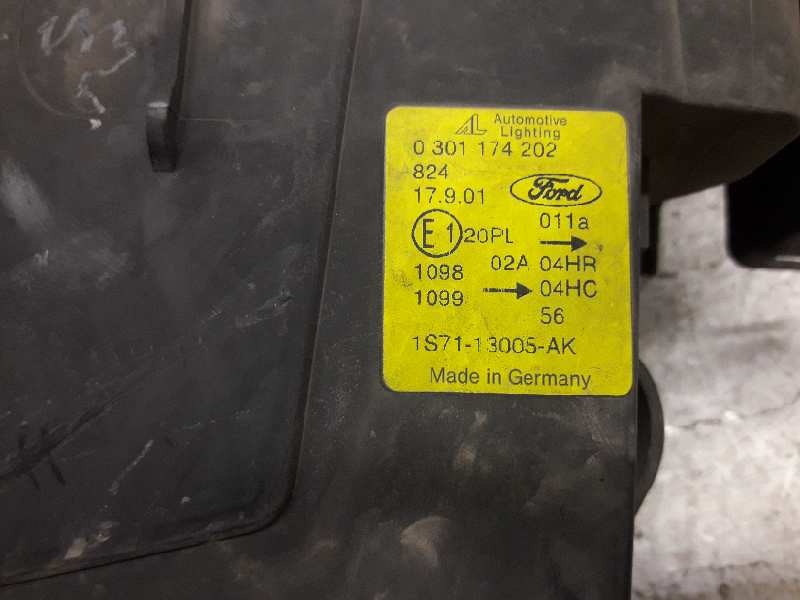 Automotive
Lighting
0 301 174 202
824
17.9.01 Ford
E1 20PL 011a
02A 04HR
1098
1099 04HC
56
1S71-13005-AK
Made in Germany